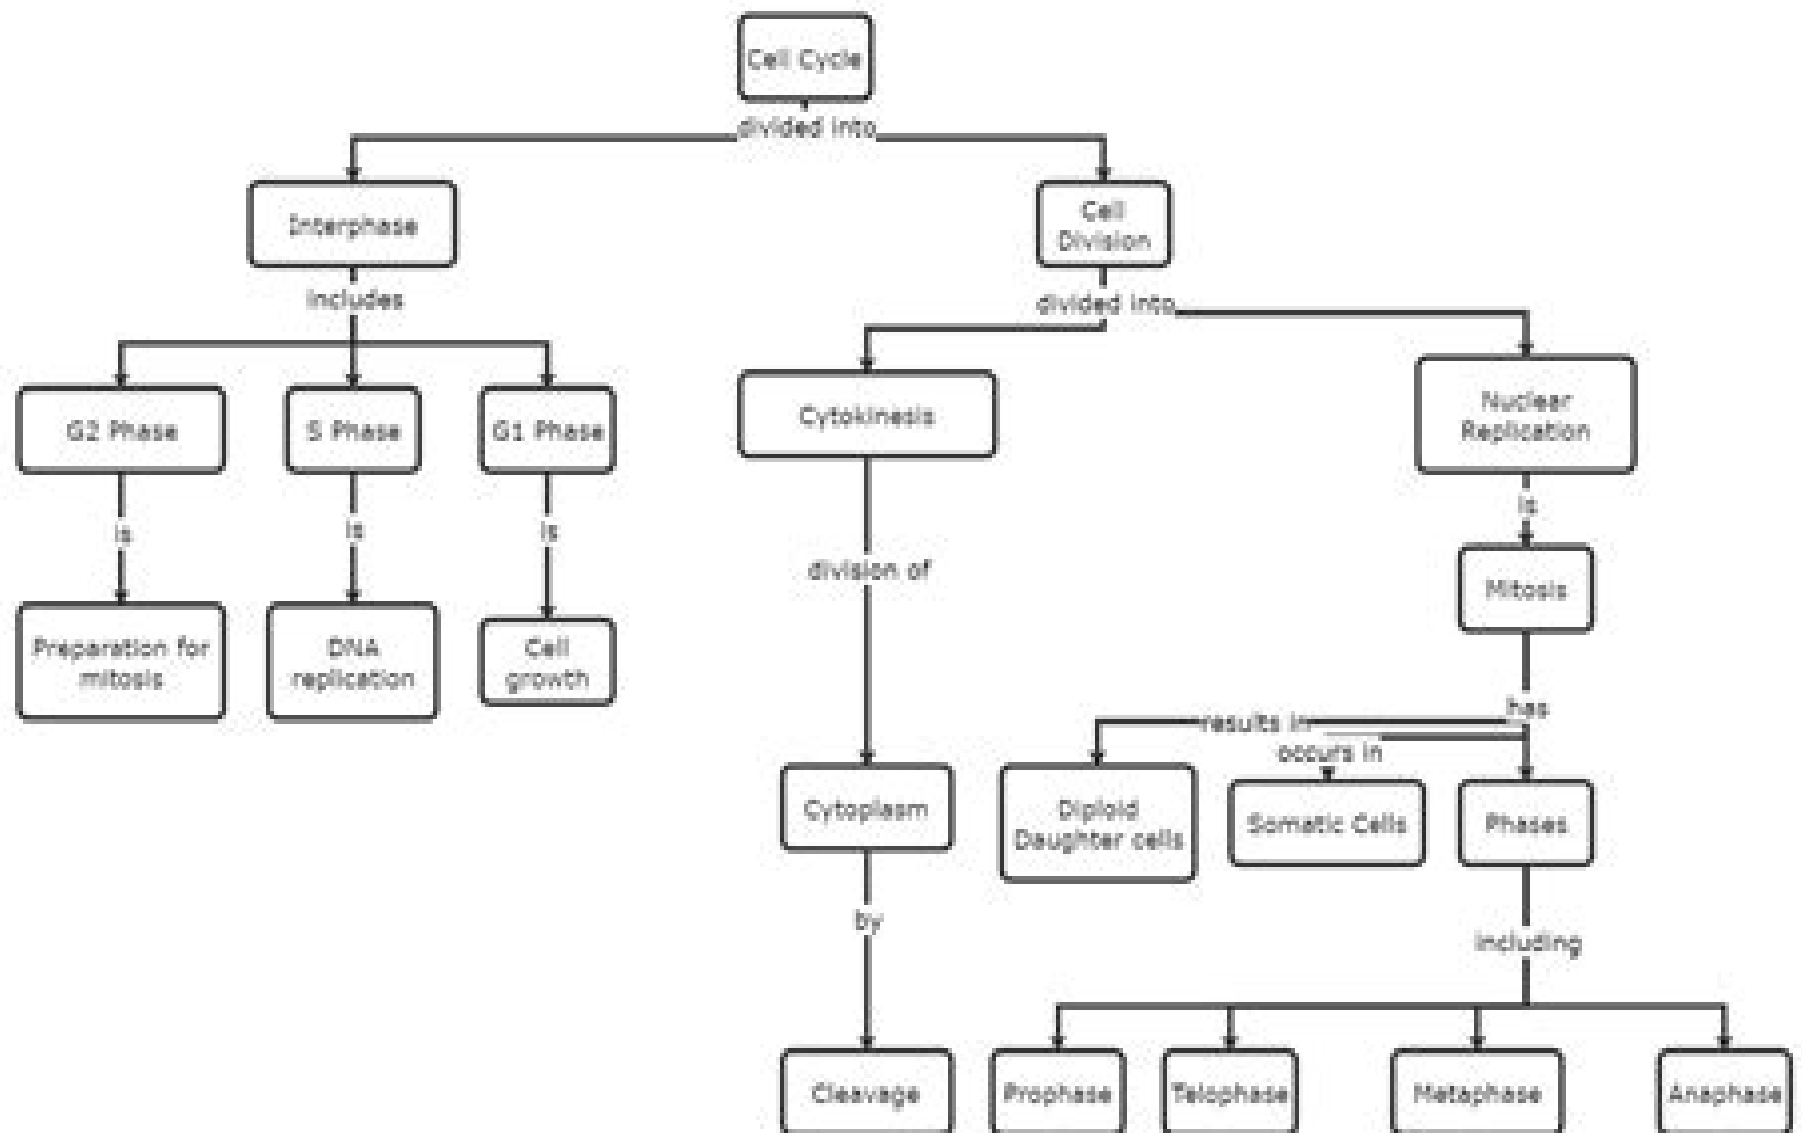 Cell Cycle
divided into
Interphase
Cell
Division
includes
divided into
G2 Phase
S Phase
G1 Phase
Cytokinesis
Nuclear
Replication
is
is
is
is
division of
Mitosis
Preparation for
mitosis
DNA
replication
Cell
growth
has
results in
occurs in
Cytoplasm
Diploid
Daughter cells
Somatic Cells
Phases
by
including
Cleavage
Prophase
Telophase
Metaphase
Anaphase